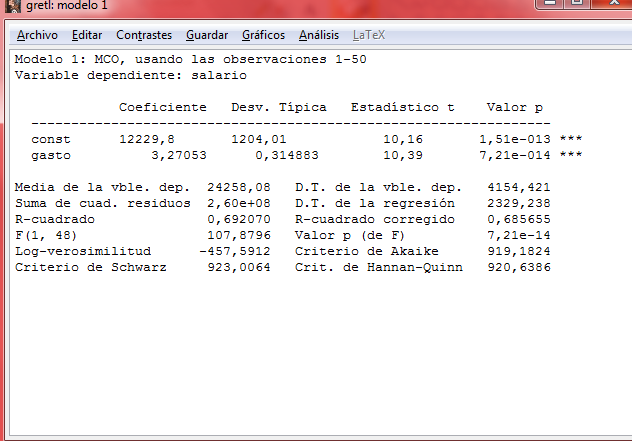 gretl: modelo 1
Archivo Editar Contrastes Guardar Gráficos Análisis LaTeX
Modelo 1: MCO, usando las observaciones 1-50
Variable dependiente: salario
Coeficiente Desv. Típica Estadístico t Valor p
const 12229,8 1204,01 10,16 1,51e-013 ***
gasto 3,27053 0,314883 10,39 7,21e-014 ***
Media de la vble. dep. 24258,08 D.T. de la vble. dep. 4154,421
Suma de cuad. residuos 2,60e+08 D.T. de la regresión 2329,238
R-cuadrado 0,692070 R-cuadrado corregido 0,685655
F(1, 48) 107,8796 Valor p (de F) 7,21e-14
Log-verosimilitud -457,5912 Criterio de Akaike 919,1824
Criterio de Schwarz 923,0064 Crit. de Hannan-Quinn 920,6386